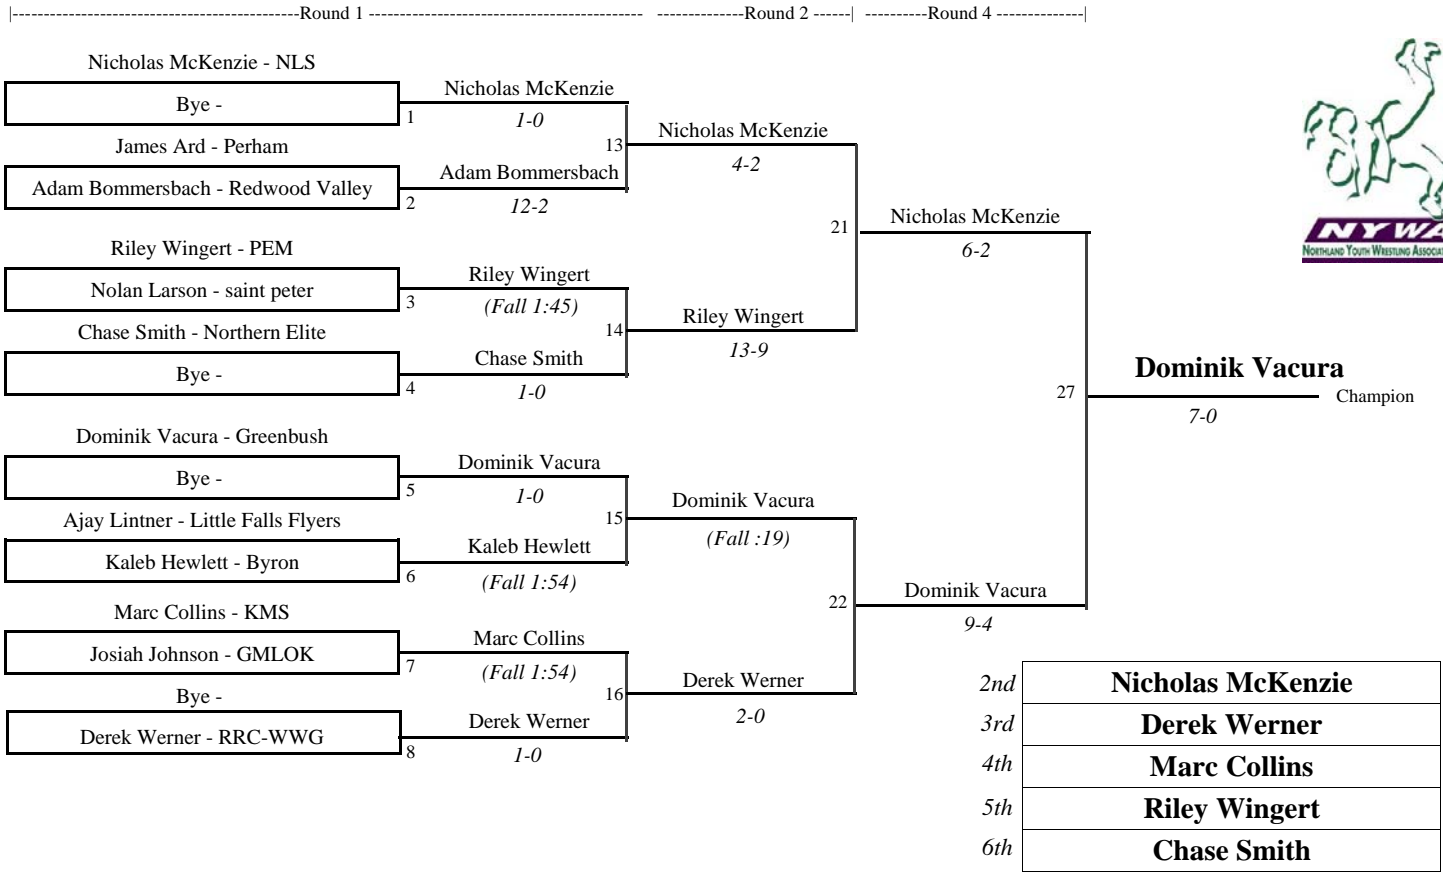 |----------------------------------------------Round 1 -------------------------------------------- --------------Round 2 ------| ----------Round 4 --------------|
Nicholas McKenzie - NLS
Bye -
1
Nicholas McKenzie
1-0
James Ard - Perham
Adam Bommersbach - Redwood Valley
2
Adam Bommersbach
12-2
13
Nicholas McKenzie
4-2
Riley Wingert - PEM
Nolan Larson - saint peter
3
Riley Wingert
(Fall 1:45)
Chase Smith - Northern Elite
Bye -
4
Chase Smith
1-0
14
Riley Wingert
13-9
21
Nicholas McKenzie
6-2
Dominik Vacura - Greenbush
Bye -
5
Dominik Vacura
1-0
Ajay Lintner - Little Falls Flyers
Kaleb Hewlett - Byron
6
Kaleb Hewlett
(Fall 1:54)
15
Dominik Vacura
(Fall :19)
Marc Collins - KMS
Josiah Johnson - GMLOK
7
Marc Collins
(Fall 1:54)
Bye -
Derek Werner - RRC-WWG
8
Derek Werner
1-0
16
Derek Werner
2-0
22
Dominik Vacura
9-4
27
Dominik Vacura
Champion
7-0
2nd Nicholas McKenzie
3rd Derek Werner
4th Marc Collins
5th Riley Wingert
6th Chase Smith
NORTHLAND YOUTH WRESTLING